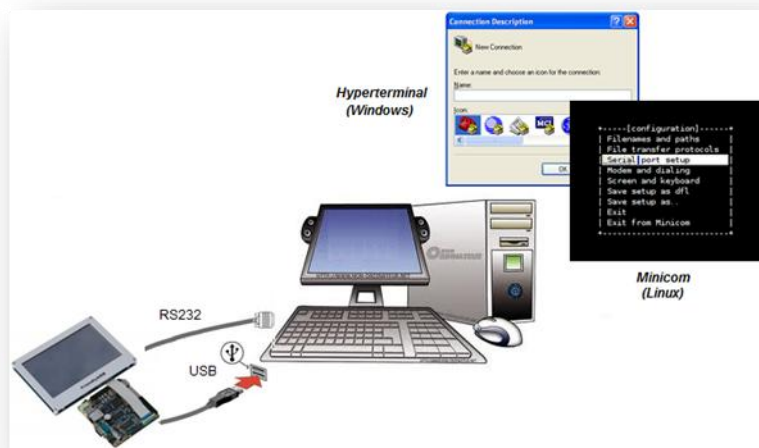 Connection Description
New Connection
Enter a name and choose an icon for the connection:
Name:
Icon:
OK
Hyperterminal
(Windows)
+-----[configuration]------+
| Filenames and paths |
| File transfer protocols |
| Serial port setup |
| Modem and dialing |
| Screen and keyboard |
| Save setup as dfl |
| Save setup as.. |
| Exit |
| Exit from Minicom |
+--------------------------+
Minicom
(Linux)
RS232
USB